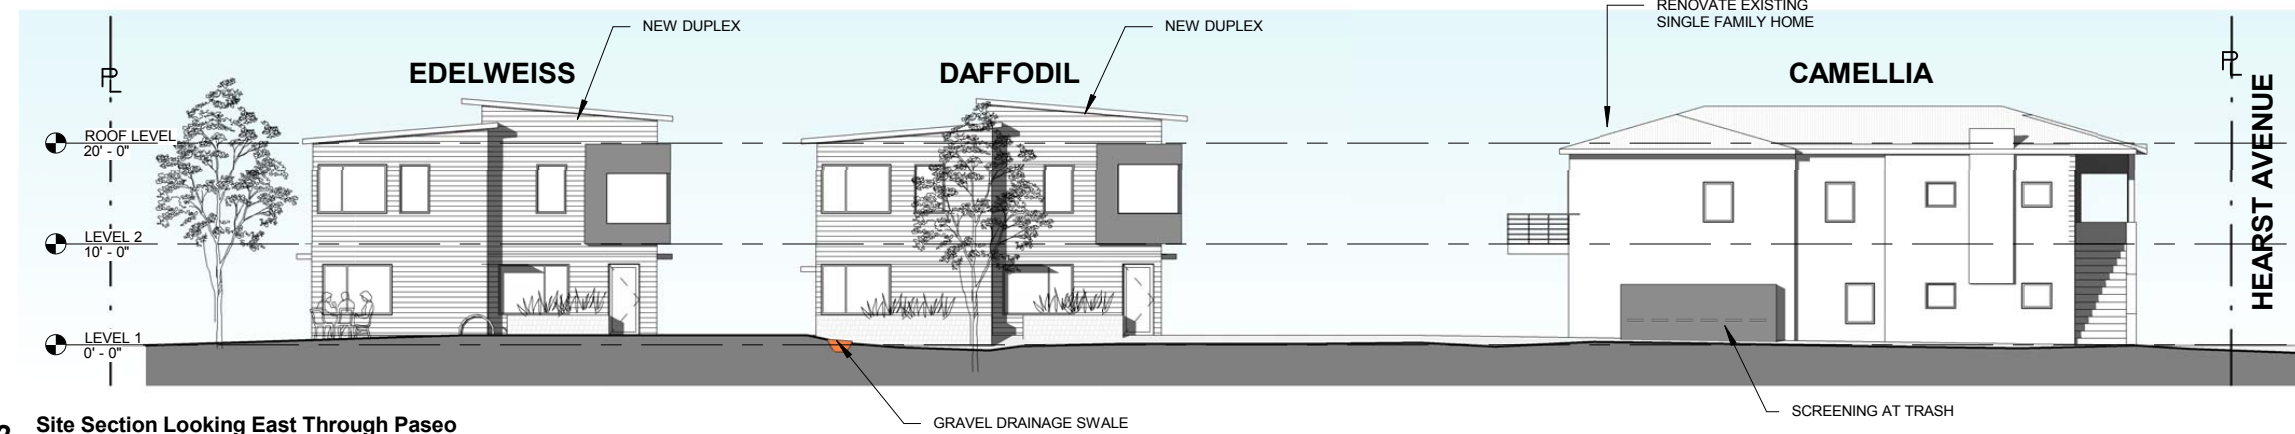 RENOVATE EXISTING
SINGLE FAMILY HOME
NEW DUPLEX
NEW DUPLEX
EDELWEISS
DAFFODIL
CAMELLIA
PL
PL
HEARST AVENUE
ROOF LEVEL
20' - 0"
LEVEL 2
10' - 0"
LEVEL 1
0' - 0"
SCREENING AT TRASH
GRAVEL DRAINAGE SWALE
Site Section Looking East Through Paseo